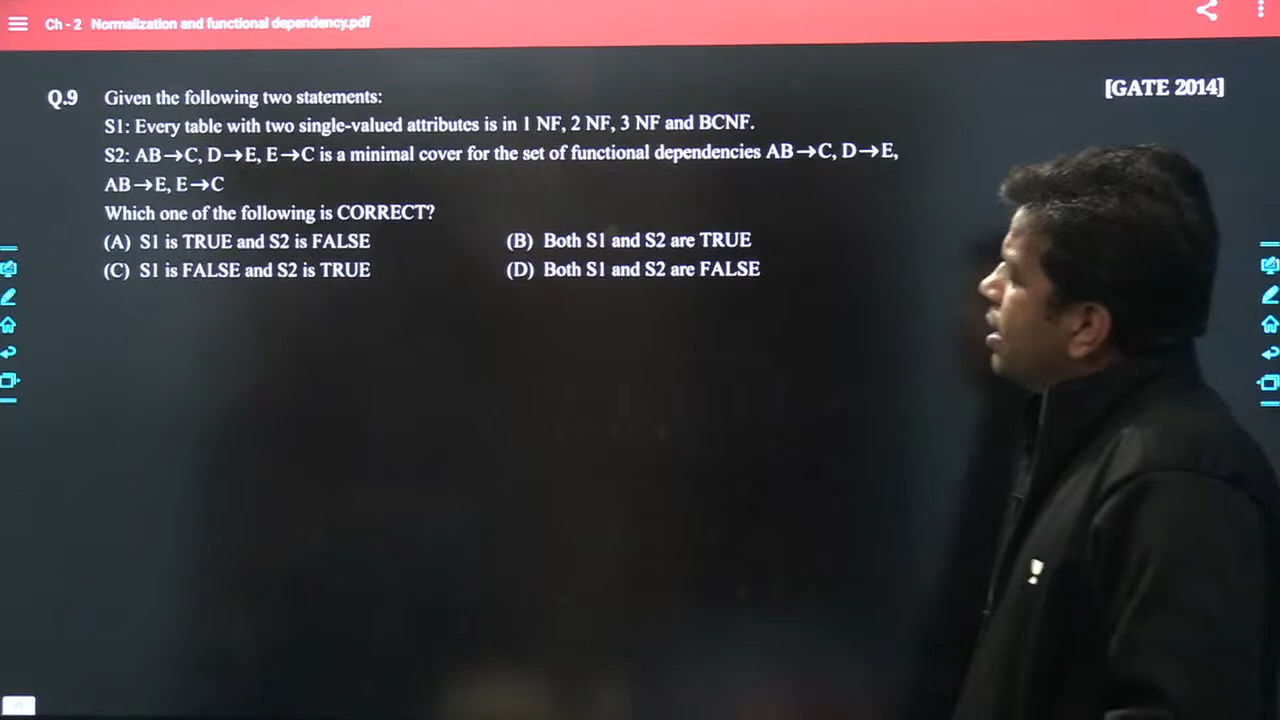 Ch - 2 Normalization and functional dependency.pdf
Q.9 Given the following two statements: [GATE 2014]
S1: Every table with two single-valued attributes is in 1 NF, 2 NF, 3 NF and BCNF.
S2: AB→C, D→E, E→C is a minimal cover for the set of functional dependencies AB→C, D→E,
AB→E, E→C
Which one of the following is CORRECT?
(A) S1 is TRUE and S2 is FALSE (B) Both S1 and S2 are TRUE
(C) S1 is FALSE and S2 is TRUE (D) Both S1 and S2 are FALSE